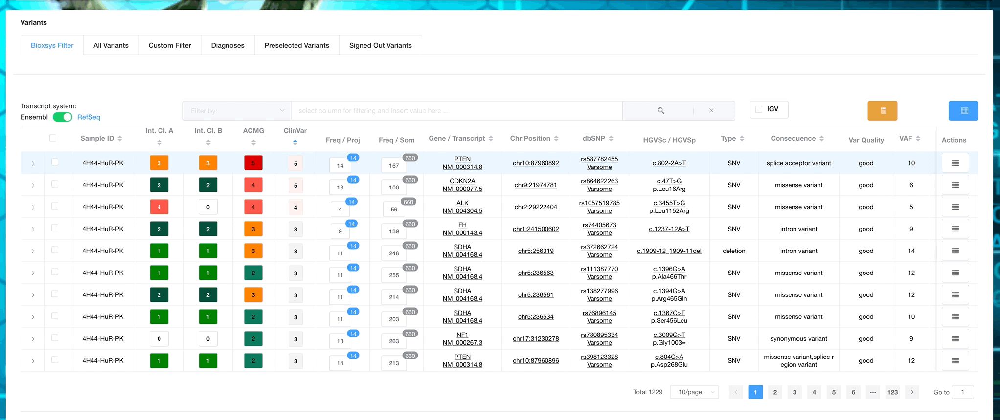 Variants
Bioxsys Filter All Variants Custom Filter Diagnoses Preselected Variants Signed Out Variants
Transcript system:
Ensembl RefSeq Filter by: select column for filtering and insert value here ... IGV
Sample ID Int. Cl. A Int. Cl. B ACMG ClinVar Freq / Proj Freq / Som Gene / Transcript Chr:Position dbSNP HGVSc / HGVSp Type Consequence Var Quality VAF Actions
4H44-HuR-PK 3 3 5 14 14 167 660 PTEN chr10:87960892 rs587782455 c.802-2A>T SNV splice acceptor variant good 10
NM_000314.8 Varsome
4H44-HuR-PK 2 2 4 5 13 14 100 660 CDKN2A chr9:21974781 rs864622263 c.47T>G SNV missense variant good 6
NM_000077.5 Varsome p.Leu16Arg
4H44-HuR-PK 4 0 4 4 4 14 56 660 ALK chr2:29222404 rs1057519785 c.3455T>G SNV missense variant good 5
NM_004304.5 Varsome p.Leu1152Arg
4H44-HuR-PK 2 2 3 3 9 14 139 660 FH chr1:241500602 rs74405673 c.1237-12A>T SNV intron variant good 9
NM_000143.4 Varsome
4H44-HuR-PK 1 1 3 3 11 14 248 660 SDHA chr5:256319 rs372662724 c.1909-12_1909-11del deletion intron variant good 14
NM_004168.4 Varsome
4H44-HuR-PK 1 1 2 3 11 14 255 660 SDHA chr5:236563 rs111387770 c.1396G>A SNV missense variant good 12
NM_004168.4 Varsome p.Ala466Thr
4H44-HuR-PK 2 2 3 3 11 14 214 660 SDHA chr5:236561 rs138277996 c.1394G>A SNV missense variant good 12
NM_004168.4 Varsome p.Arg465Gln
4H44-HuR-PK 1 1 2 3 11 14 203 660 SDHA chr5:236534 rs76896145 c.1367C>T SNV missense variant good 10
NM_004168.4 Varsome p.Ser456Leu
4H44-HuR-PK 0 0 2 3 13 14 263 660 NF1 chr17:31230278 rs780895334 c.3009G>T SNV synonymous variant good 9
NM_000267.3 Varsome p.Gly1003=
4H44-HuR-PK 1 1 2 3 14 14 213 660 PTEN chr10:87960896 rs398123328 c.804C>A SNV missense variant,splice r good 12
NM_000314.8 Varsome p.Asp268Glu egion variant
Total 1229 10/page 1 2 3 4 5 6 ••• 123 Go to 1